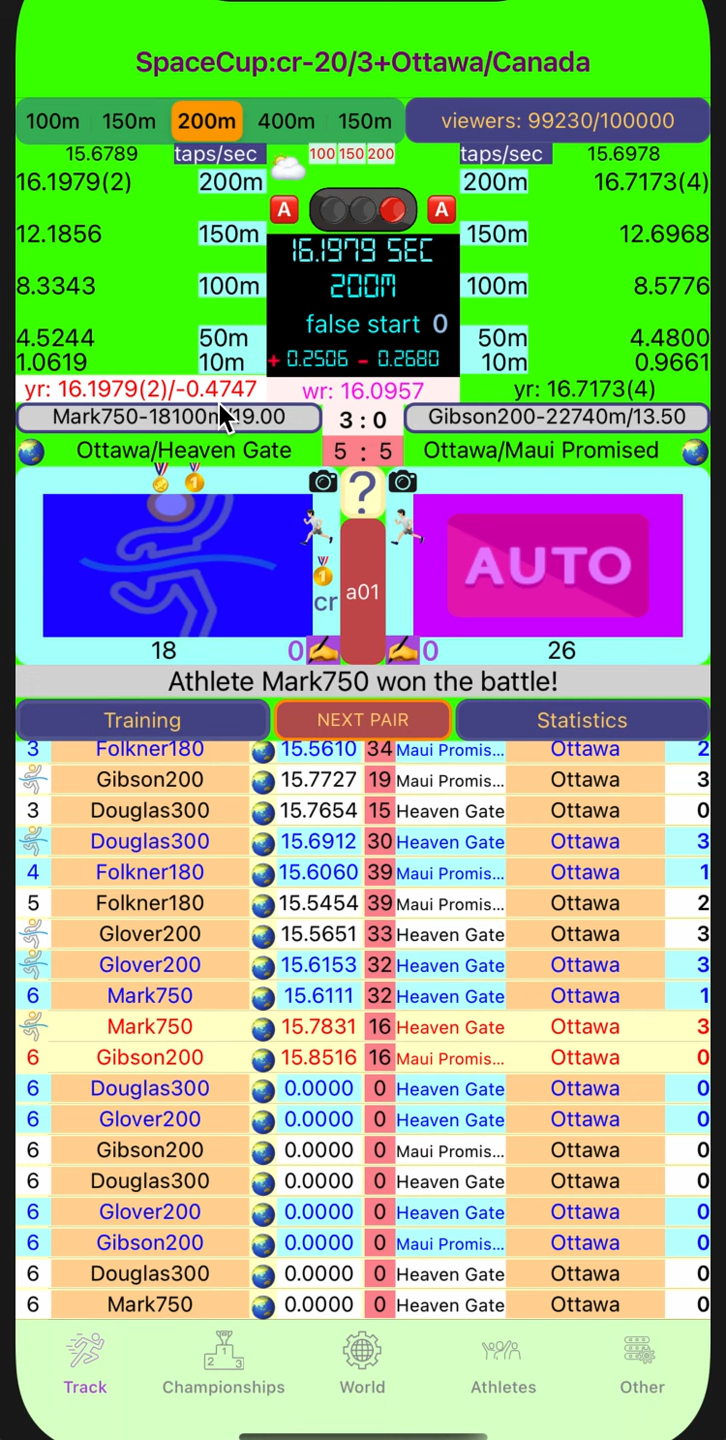 SpaceCup:cr-20/3+Ottawa/Canada
100m 150m 200m 400m 150m viewers: 99230/100000
15.6789 taps/sec 100 150 200 taps/sec 15.6978
16.1979(2) 200m 200m 16.7173(4)
A A
12.1856 150m 16.1979 SEC 150m 12.6968
8.3343 100m 200M 100m 8.5776
4.5244 50m false start 0 50m 4.4800
1.0619 10m + 0.2506 - 0.2680 10m 0.9661
yr: 16.1979(2)/-0.4747 wr: 16.0957 yr: 16.7173(4)
Mark750-18100m 19.00 3 : 0 Gibson200-22740m/13.50
Ottawa/Heaven Gate 5 : 5 Ottawa/Maui Promised
?
AUTO
cr a01
18 0 0 26
Athlete Mark750 won the battle!
Training NEXT PAIR Statistics
3 Folkner180 15.5610 34 Maui Promis... Ottawa 2
Gibson200 15.7727 19 Maui Promis... Ottawa 3
3 Douglas300 15.7654 15 Heaven Gate Ottawa 0
Douglas300 15.6912 30 Heaven Gate Ottawa 3
4 Folkner180 15.6060 39 Maui Promis... Ottawa 1
5 Folkner180 15.5454 39 Maui Promis... Ottawa 2
Glover200 15.5651 33 Heaven Gate Ottawa 3
Glover200 15.6153 32 Heaven Gate Ottawa 3
6 Mark750 15.6111 32 Heaven Gate Ottawa 1
Mark750 15.7831 16 Heaven Gate Ottawa 3
6 Gibson200 15.8516 16 Maui Promis... Ottawa 0
6 Douglas300 0.0000 0 Heaven Gate Ottawa 0
6 Glover200 0.0000 0 Heaven Gate Ottawa 0
6 Gibson200 0.0000 0 Maui Promis... Ottawa 0
6 Douglas300 0.0000 0 Heaven Gate Ottawa 0
6 Glover200 0.0000 0 Heaven Gate Ottawa 0
6 Gibson200 0.0000 0 Maui Promis... Ottawa 0
6 Douglas300 0.0000 0 Heaven Gate Ottawa 0
6 Mark750 0.0000 0 Heaven Gate Ottawa 0
Track Championships World Athletes Other